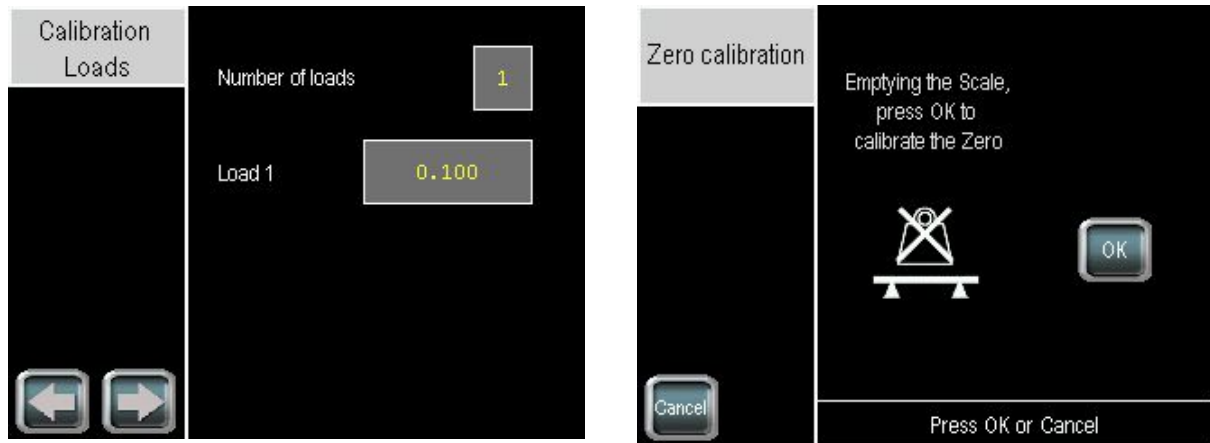 Calibration
Loads
Number of loads
1
Load 1
0.100
Zero calibration
Emptying the Scale,
press OK to
calibrate the Zero
OK
Cancel
Press OK or Cancel